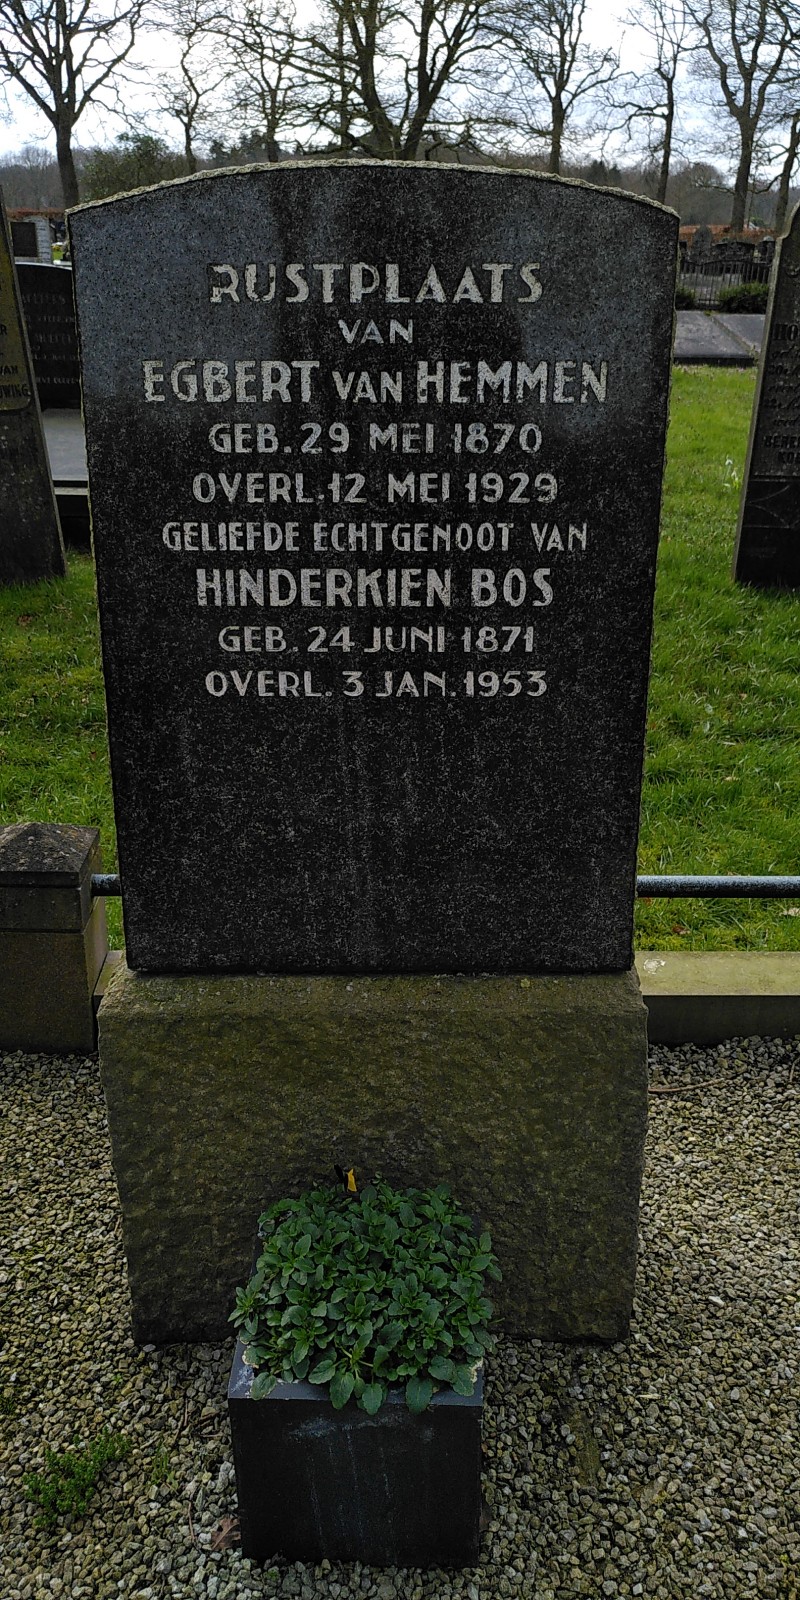 RUSTPLAATS
VAN
EGBERT VAN HEMMEN
GEB. 29 MEI 1870
OVERL. 12 MEI 1929
GELIEFDE ECHTGENOOT VAN
HINDERKIEN BOS
GEB. 24 JUNI 1871
OVERL. 3 JAN. 1953